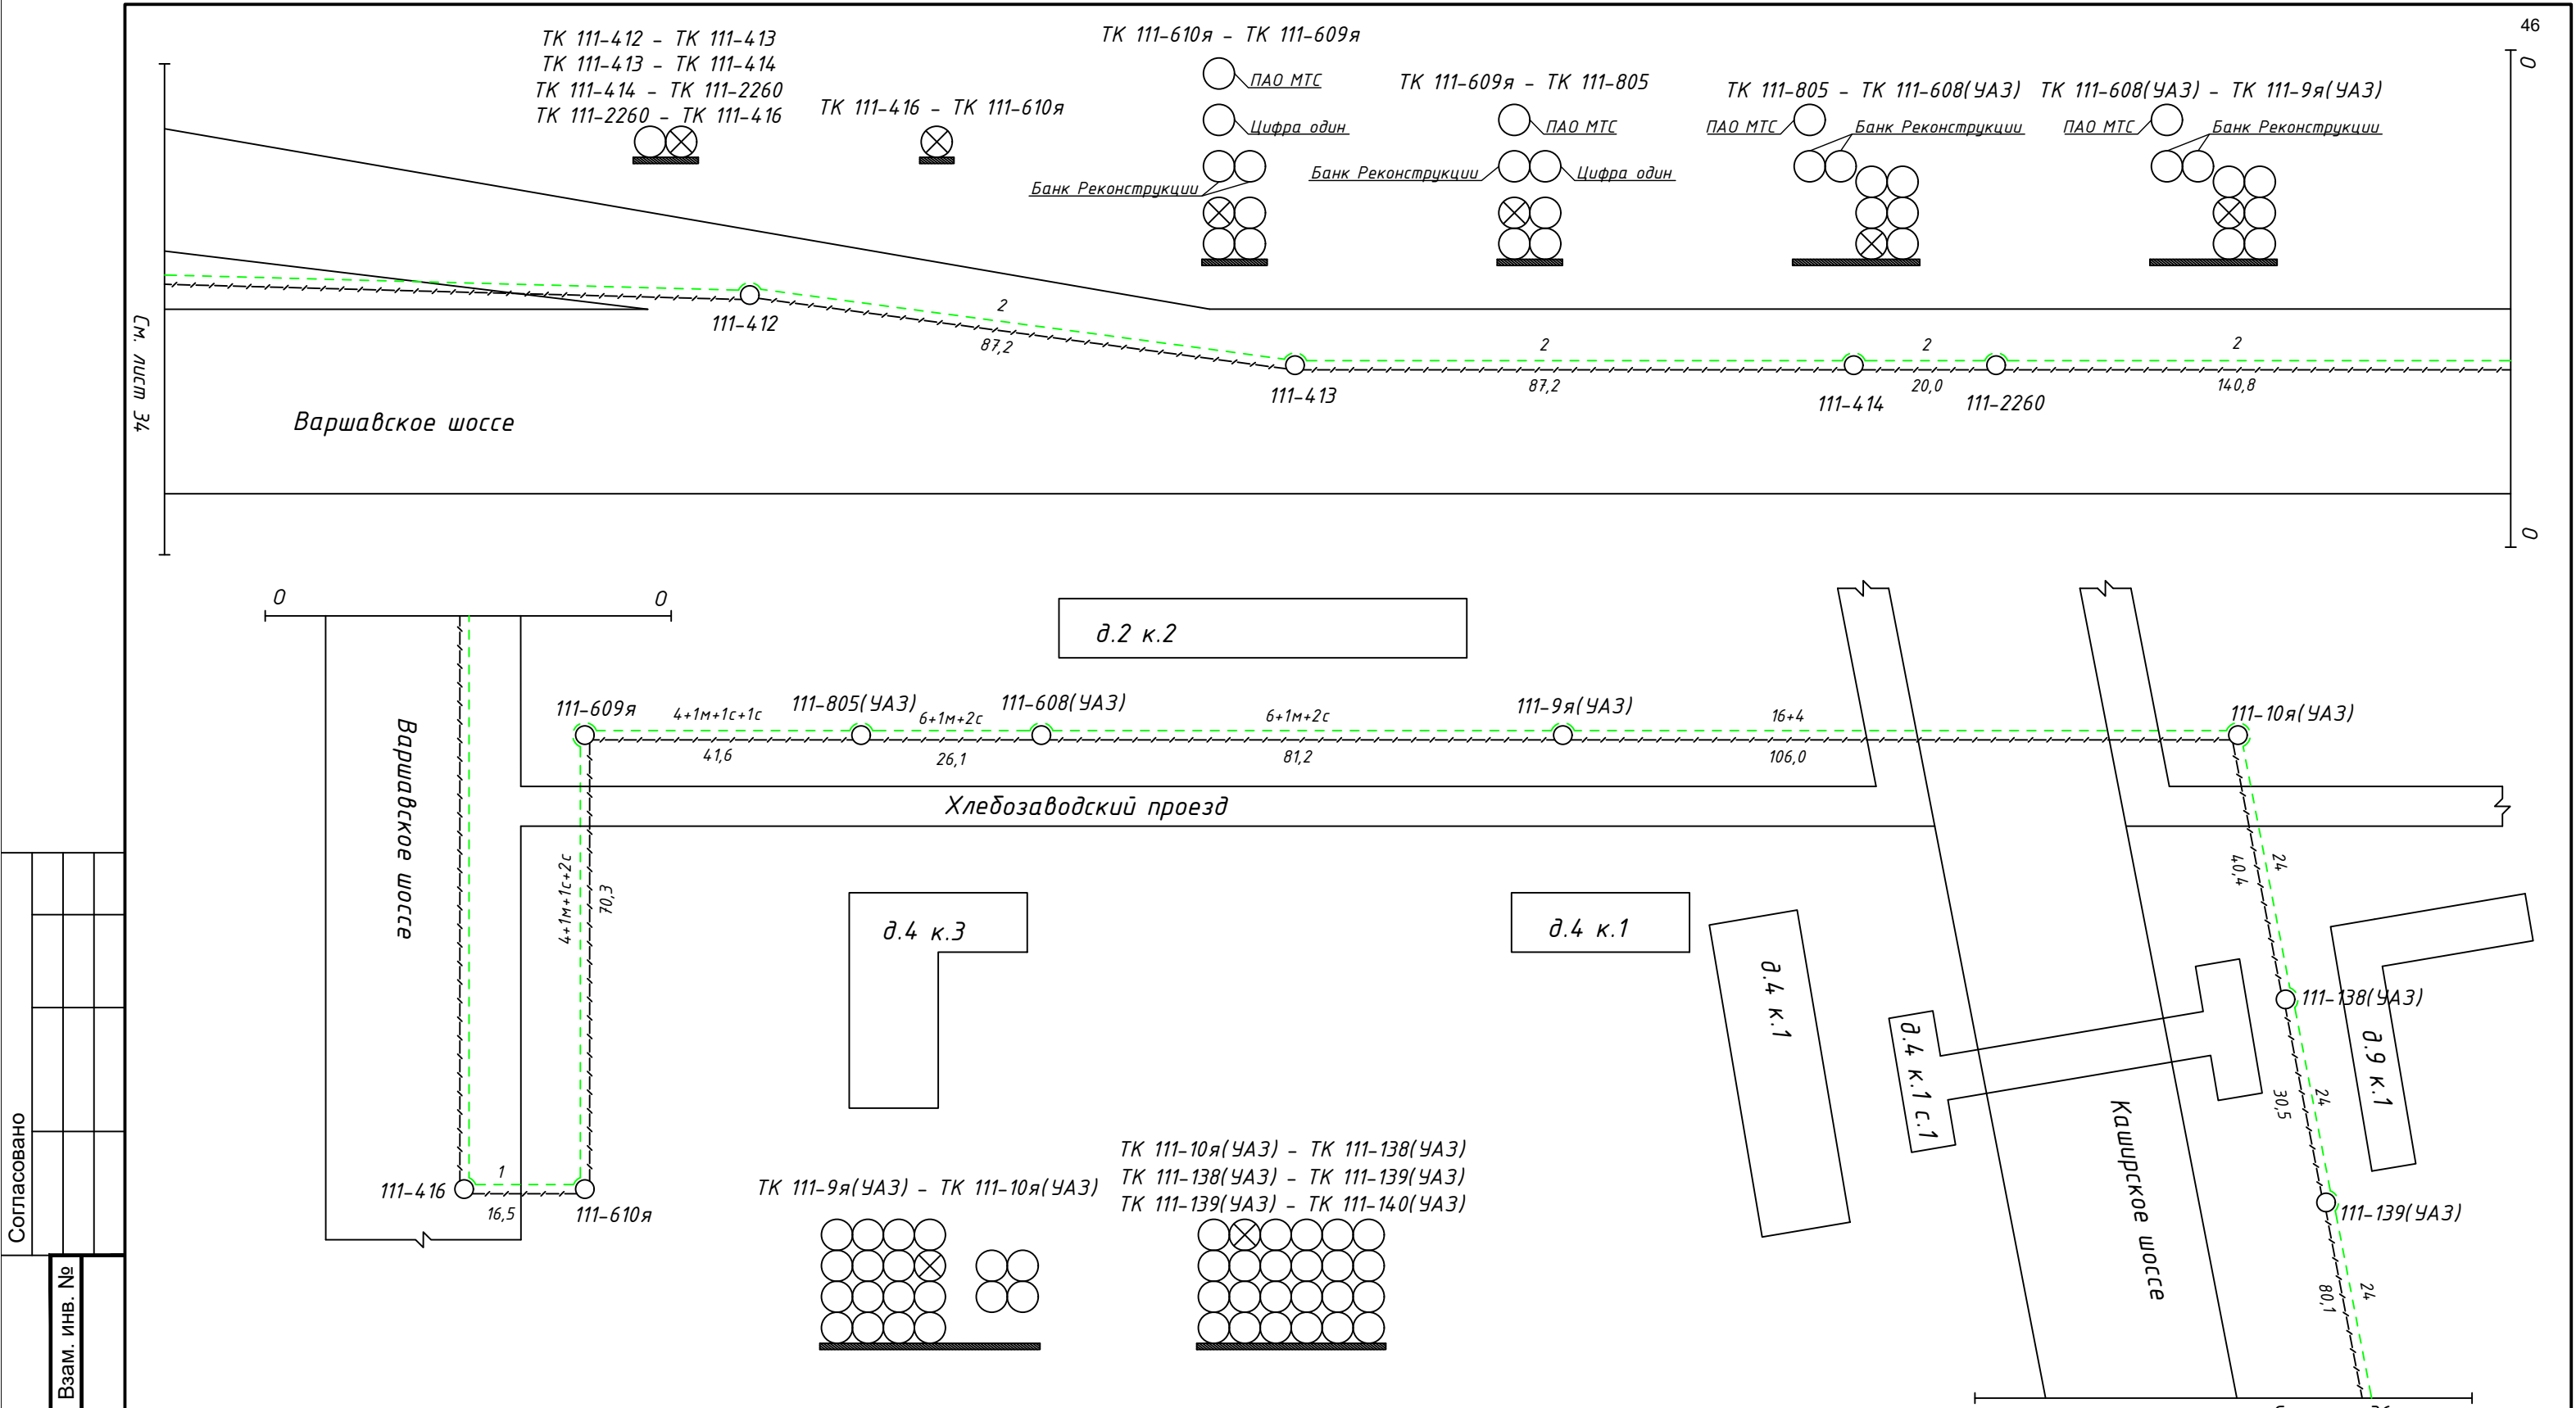 46
ТК 111-412 - ТК 111-413
ТК 111-413 - ТК 111-414
ТК 111-414 - ТК 111-2260
ТК 111-2260 - ТК 111-416
ТК 111-416 - ТК 111-610я
ТК 111-610я - ТК 111-609я
ПАО МТС
Цифра один
Банк Реконструкции
ТК 111-609я - ТК 111-805
ПАО МТС
Банк Реконструкции
Цифра один
ТК 111-805 - ТК 111-608(УАЗ)
ПАО МТС
Банк Реконструкции
ТК 111-608(УАЗ) - ТК 111-9я(УАЗ)
ПАО МТС
Банк Реконструкции
0
0
См. лист 34
111-412
2
87,2
111-413
2
87,2
111-414
2
20,0
111-2260
2
140,8
Варшавское шоссе
0
0
д.2 к.2
Варшавское шоссе
111-609я
4+1м+1с+1с
41,6
111-805(УАЗ)
6+1м+2с
26,1
111-608(УАЗ)
6+1м+2с
81,2
111-9я(УАЗ)
16+4
106,0
111-10я(УАЗ)
Хлебозаводский проезд
4+1м+1с+2с
70,3
д.4 к.3
д.4 к.1
д.4 к.1
д.4 к.1 с.1
24
40,4
111-138(УАЗ)
д.9 к.1
24
30,5
111-139(УАЗ)
24
80,1
Каширское шоссе
111-416
1
16,5
111-610я
ТК 111-9я(УАЗ) - ТК 111-10я(УАЗ)
ТК 111-10я(УАЗ) - ТК 111-138(УАЗ)
ТК 111-138(УАЗ) - ТК 111-139(УАЗ)
ТК 111-139(УАЗ) - ТК 111-140(УАЗ)
Согласовано
Взам. инв. №